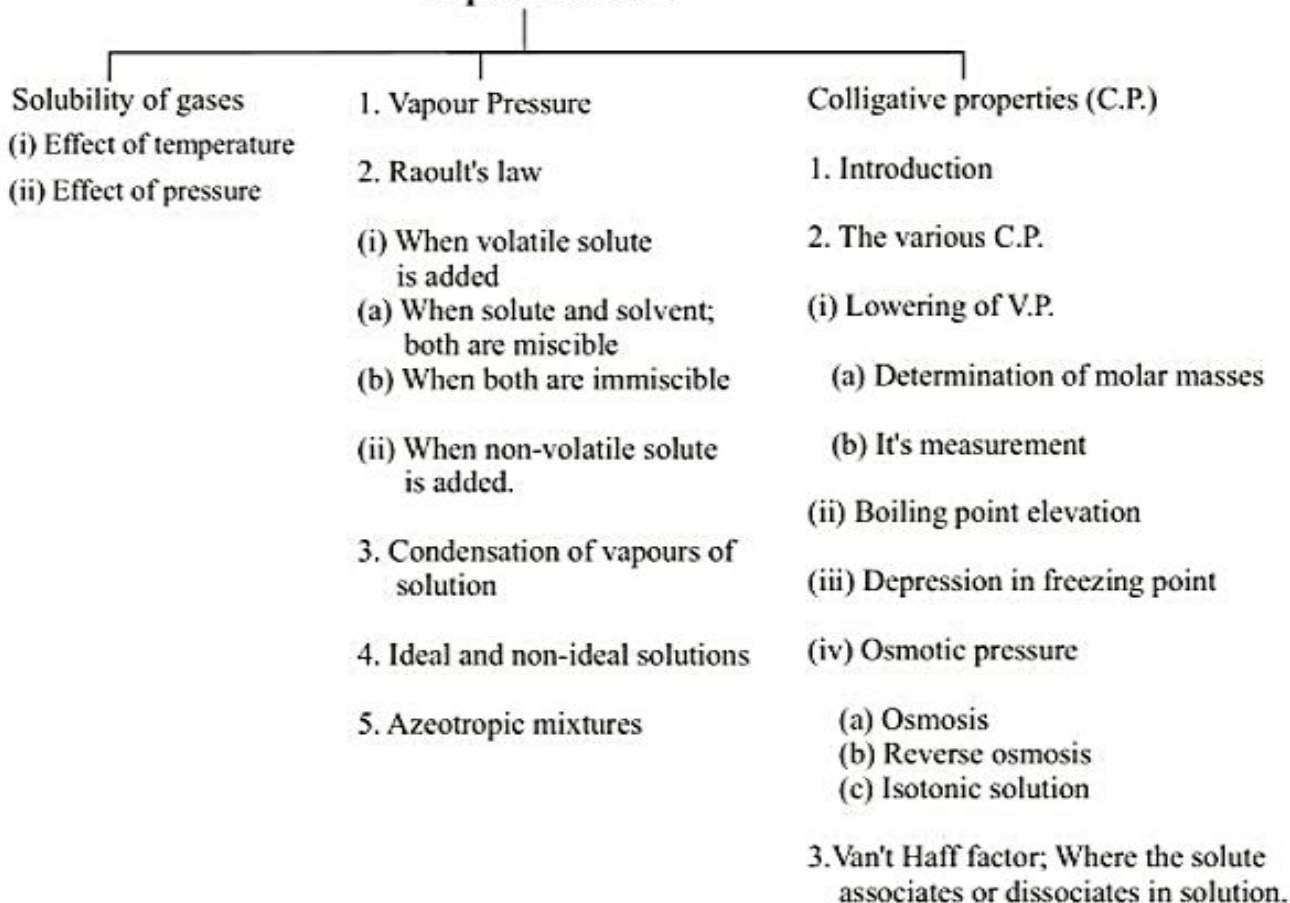 Solubility of gases
(i) Effect of temperature
(ii) Effect of pressure
1. Vapour Pressure
2. Raoult's law
(i) When volatile solute
is added
(a) When solute and solvent;
both are miscible
(b) When both are immiscible
(ii) When non-volatile solute
is added.
3. Condensation of vapours of
solution
4. Ideal and non-ideal solutions
5. Azeotropic mixtures
Colligative properties (C.P.)
1. Introduction
2. The various C.P.
(i) Lowering of V.P.
(a) Determination of molar masses
(b) It's measurement
(ii) Boiling point elevation
(iii) Depression in freezing point
(iv) Osmotic pressure
(a) Osmosis
(b) Reverse osmosis
(c) Isotonic solution
3.Van't Haff factor; Where the solute
associates or dissociates in solution.